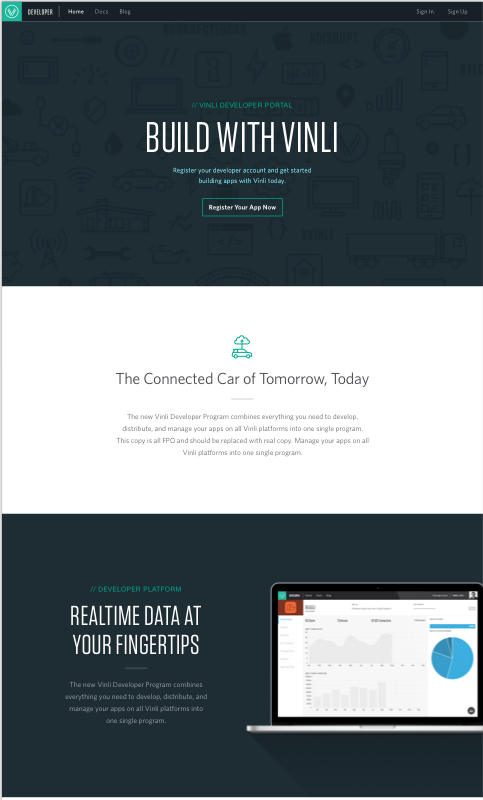 DEVELOPER
Home Docs Blog Sign In Sign Up
// VINLI DEVELOPER PORTAL
BUILD WITH VINLI
Register your developer account and get started
building apps with Vinli today.
Register Your App Now
The Connected Car of Tomorrow, Today
The new Vinli Developer Program combines everything you need to develop,
distribute, and manage your apps on all Vinli platforms into one single program.
This copy is all FPO and should be replaced with real copy. Manage your apps on all
Vinli platforms into one single program.
// DEVELOPER PLATFORM
REALTIME DATA AT
YOUR FINGERTIPS
The new Vinli Developer Program combines
everything you need to develop, distribute, and
manage your apps on all Vinli platforms into
one single program.